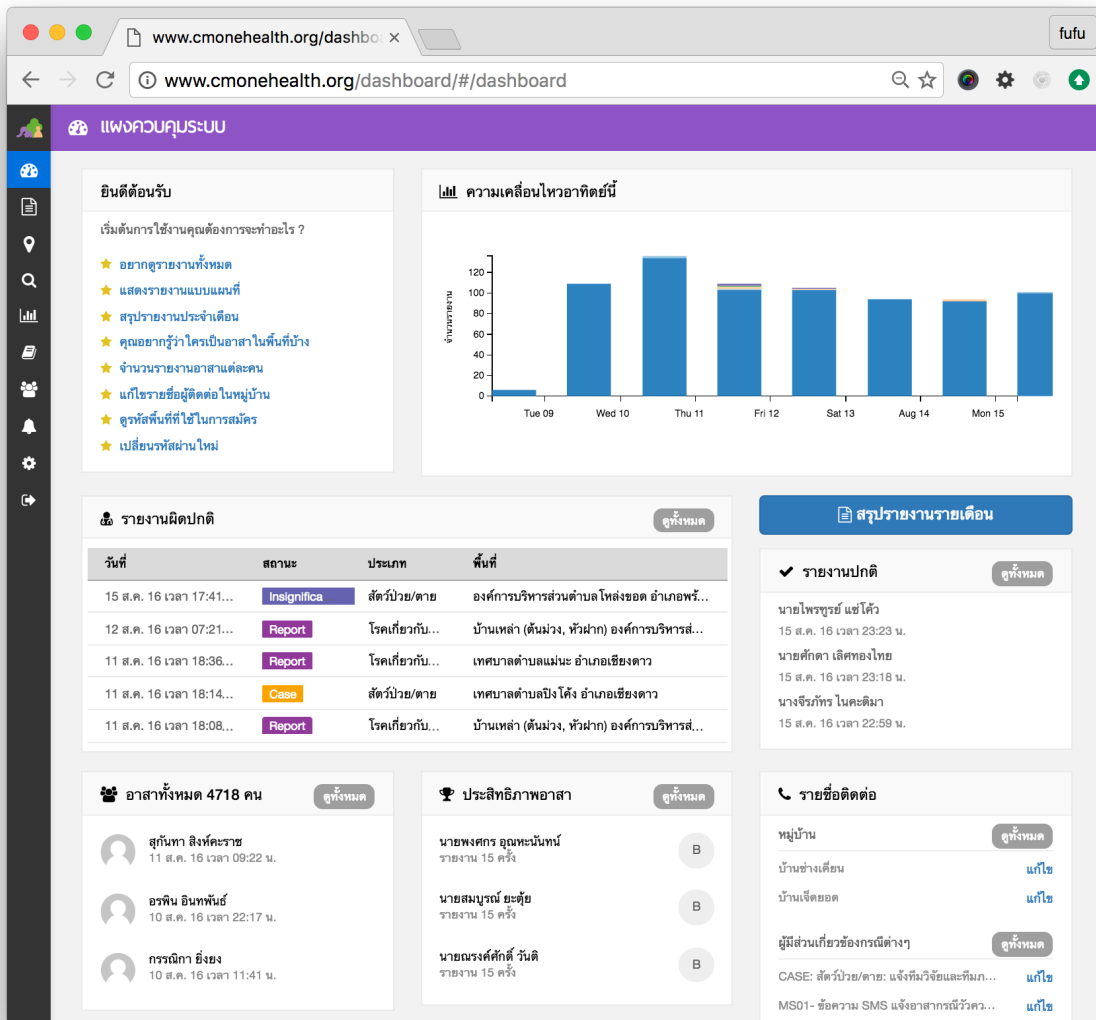 www.cmonehealth.org/dashbo
fufu
www.cmonehealth.org/dashboard/#/dashboard
แผงควบคุมระบบ
ยินดีต้อนรับ
เริ่มต้นการใช้งานคุณต้องการจะทำอะไร ?
อยากดูรายงานทั้งหมด
แสดงรายงานแบบแผนที่
สรุปรายงานประจำเดือน
คุณอยากรู้ว่าใครเป็นอาสาในพื้นที่บ้าง
จำนวนรายงานอาสาแต่ละคน
แก้ไขรายชื่อผู้ติดต่อในหมู่บ้าน
ดูรหัสพื้นที่ที่ใช้ในการสมัคร
เปลี่ยนรหัสผ่านใหม่
ความเคลื่อนไหวอาทิตย์นี้
จำนวนรายงาน
120
100
80
60
40
20
0
Tue 09 Wed 10 Thu 11 Fri 12 Sat 13 Aug 14 Mon 15
รายงานผิดปกติ ดูทั้งหมด
วันที่ สถานะ ประเภท พื้นที่
15 ส.ค. 16 เวลา 17:41... Insignifica สัตว์ป่วย/ตาย องค์การบริหารส่วนตำบลโหล่งขอด อำเภอพร้...
12 ส.ค. 16 เวลา 07:21... Report โรคเกี่ยวกับ... บ้านเหล่า (ต้นม่วง, หัวฝาก) องค์การบริหารส่...
11 ส.ค. 16 เวลา 18:36... Report โรคเกี่ยวกับ... เทศบาลตำบลแม่นะ อำเภอเชียงดาว
11 ส.ค. 16 เวลา 18:14... Case สัตว์ป่วย/ตาย เทศบาลตำบลปิงโค้ง อำเภอเชียงดาว
11 ส.ค. 16 เวลา 18:08... Report โรคเกี่ยวกับ... บ้านเหล่า (ต้นม่วง, หัวฝาก) องค์การบริหารส่...
สรุปรายงานรายเดือน
รายงานปกติ ดูทั้งหมด
นายไพรฑูรย์ แซ่โค้ว
15 ส.ค. 16 เวลา 23:23 น.
นายศักดา เลิศทองไทย
15 ส.ค. 16 เวลา 23:18 น.
นางจีรภัทร ไนคะติมา
15 ส.ค. 16 เวลา 22:59 น.
อาสาทั้งหมด 4718 คน ดูทั้งหมด
สุกันทา สิงห์คะราช
11 ส.ค. 16 เวลา 09:22 น.
อรพิน อินทพันธ์
10 ส.ค. 16 เวลา 22:17 น.
กรรณิกา ยิ่งยง
10 ส.ค. 16 เวลา 11:41 น.
ประสิทธิภาพอาสา ดูทั้งหมด
นายพงศกร อุณหะนันทน์
รายงาน 15 ครั้ง
B
นายสมบูรณ์ ยะตุ้ย
รายงาน 15 ครั้ง
B
นายณรงค์ศักดิ์ วันติ
รายงาน 15 ครั้ง
B
รายชื่อติดต่อ
หมู่บ้าน ดูทั้งหมด
บ้านช่างเคี่ยน แก้ไข
บ้านเจ็ดยอด แก้ไข
ผู้มีส่วนเกี่ยวข้องกรณีต่างๆ ดูทั้งหมด
CASE: สัตว์ป่วย/ตาย: แจ้งทีมวิจัยและทีมภ... แก้ไข
MS01- ข้อความ SMS แจ้งอาสากรณีวัวคว... แก้ไข